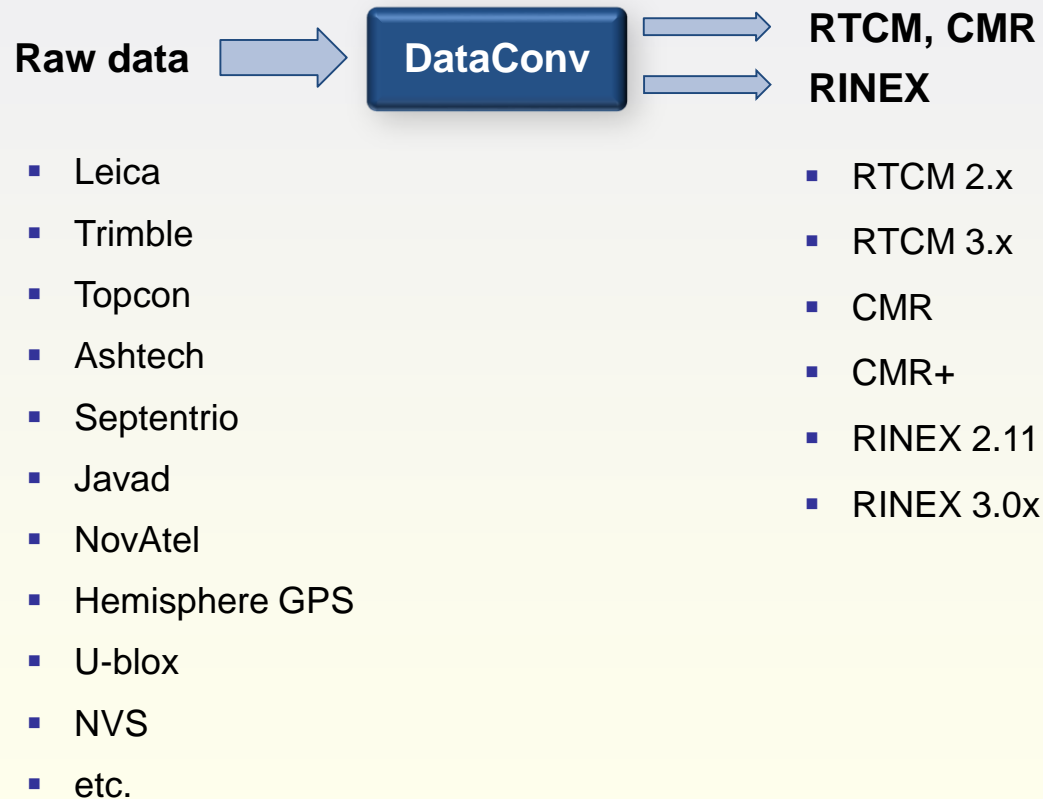 Raw data
DataConv
RTCM, CMR
RINEX
▪ Leica
▪ Trimble
▪ Topcon
▪ Ashtech
▪ Septentrio
▪ Javad
▪ NovAtel
▪ Hemisphere GPS
▪ U-blox
▪ NVS
▪ etc.
▪ RTCM 2.x
▪ RTCM 3.x
▪ CMR
▪ CMR+
▪ RINEX 2.11
▪ RINEX 3.0x